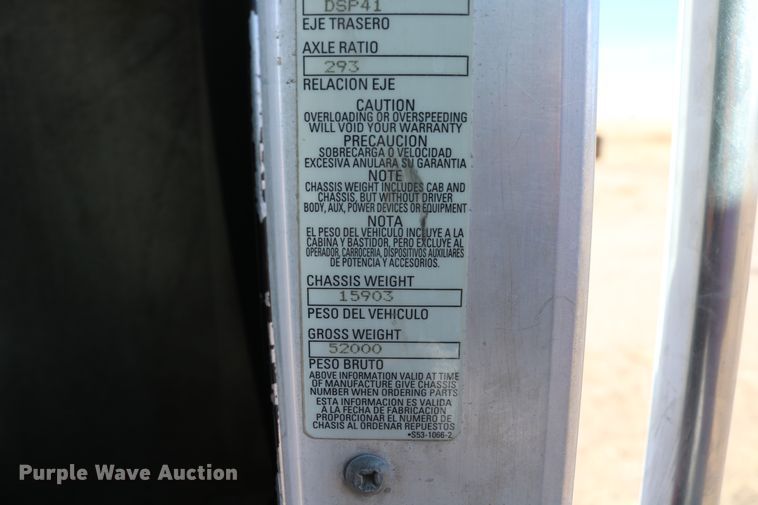 DSP41
EJE TRASERO
AXLE RATIO
293
RELACION EJE
CAUTION
OVERLOADING OR OVERSPEEDING
WILL VOID YOUR WARRANTY
PRECAUCION
SOBRECARGA O VELOCIDAD
EXCESIVA ANULARA SU GARANTIA
NOTE
CHASSIS WEIGHT INCLUDES CAB AND
CHASSIS, BUT WITHOUT DRIVER
BODY, AUX, POWER DEVICES OR EQUIPMENT
NOTA
EL PESO DEL VEHICULO INCLUYE A LA
CABINA Y BASTIDOR, PERO EXCLUYE AL
OPERADOR, CARROCERIA, DISPOSITIVOS AUXILIARES
DE POTENCIA Y ACCESORIOS.
CHASSIS WEIGHT
15903
PESO DEL VEHICULO
GROSS WEIGHT
52000
PESO BRUTO
ABOVE INFORMATION VALID AT TIME
OF MANUFACTURE GIVE CHASSIS
NUMBER WHEN ORDERING PARTS
ESTA INFORMACION ES VALIDA
A LA FECHA DE FABRICACION
PROPORCIONAR EL NUMERO DE
CHASIS AL ORDENAR REPUESTOS
*S53-1066-2
Purple Wave Auction